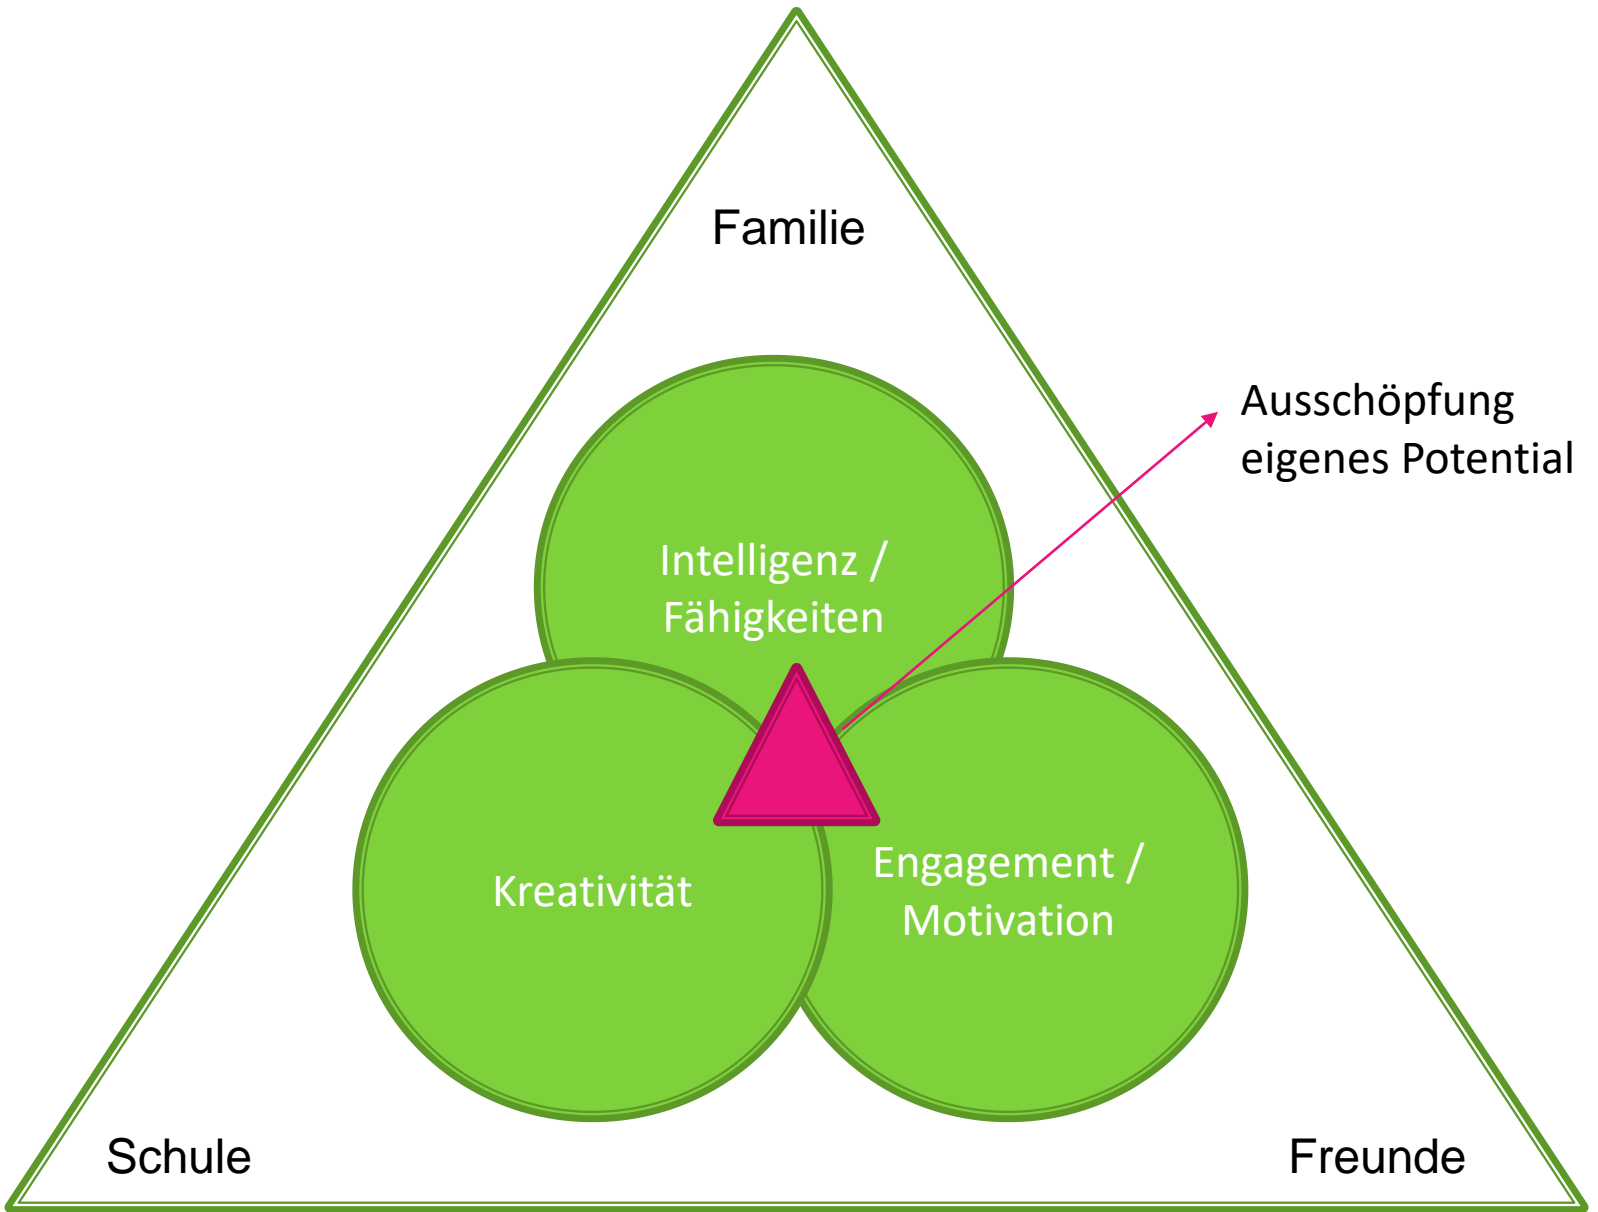 Familie
Ausschöpfung
eigenes Potential
Intelligenz /
Fähigkeiten
Kreativität
Engagement /
Motivation
Schule
Freunde